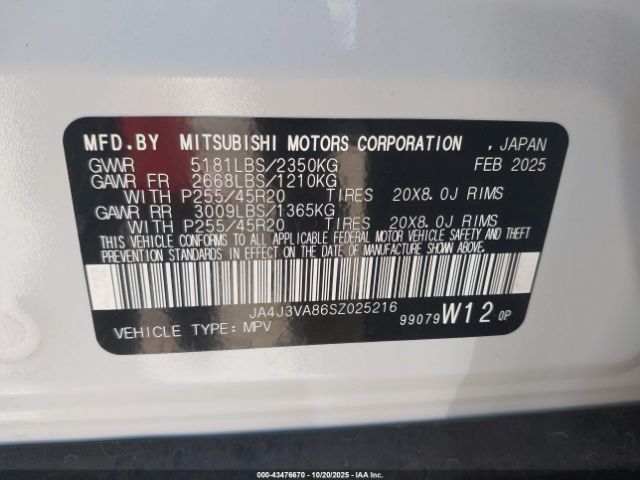 MFD.BY MITSUBISHI MOTORS CORPORATION , JAPAN
GVWR 5181LBS/2350KG FEB 2025
GAWR FR 2668LBS/1210KG
WITH P255/45R20 TIRES 20X8.0J RIMS
GAWR RR 3009LBS/1365KG
WITH P255/45R20 TIRES 20X8.0J RIMS
THIS VEHICLE CONFORMS TO ALL APPLICABLE FEDERAL MOTOR VEHICLE SAFETY AND THEFT
PREVENTION STANDARDS IN EFFECT ON THE DATE OF MANUFACTURE SHOWN ABOVE.
JA4J3VA86SZ025216
VEHICLE TYPE: MPV 99079 W12 OP
000-43476670 - 10/20/2025 - IAAI.com